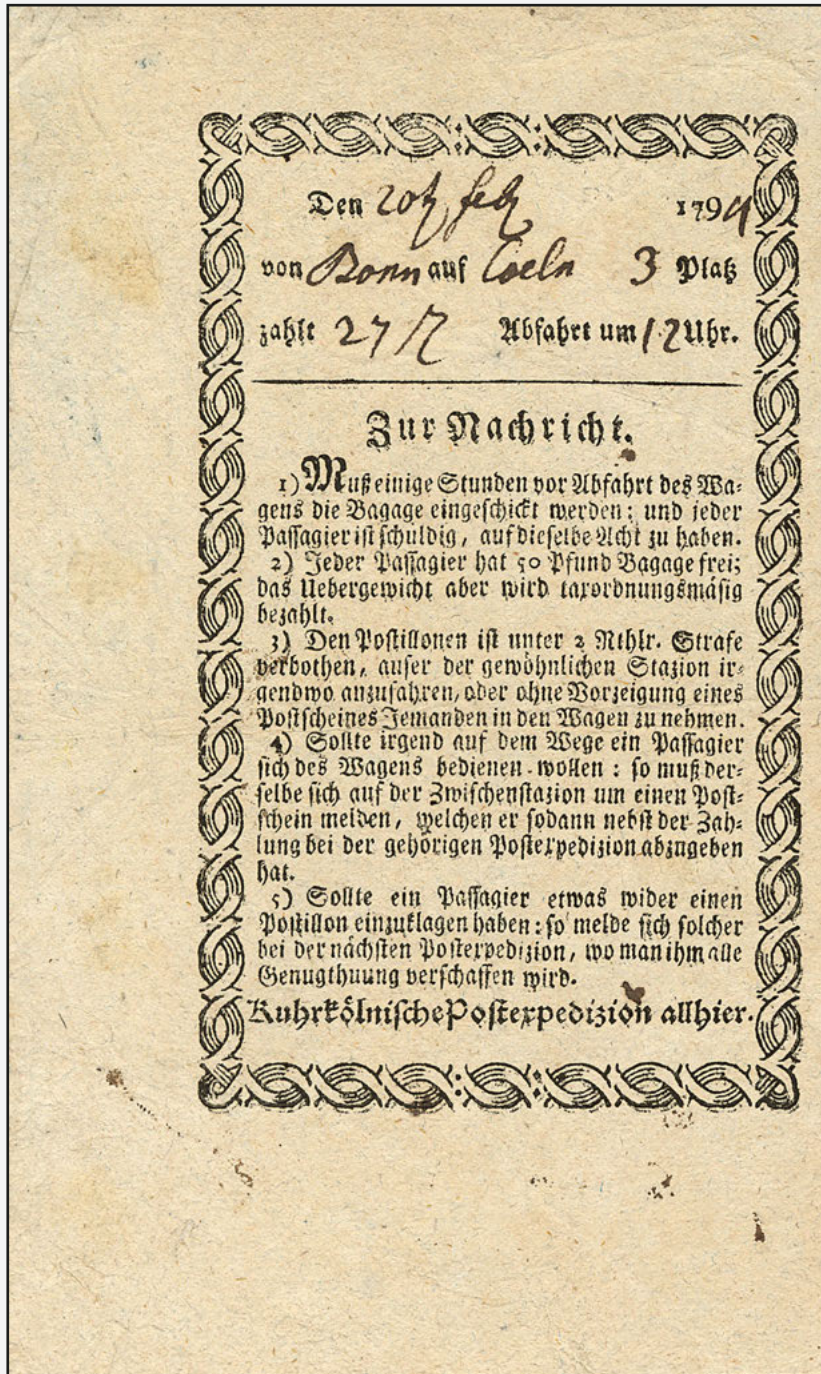 Den 20t feb 1794
von Bonn auf Coeln 3 Platz
zahlt 27 Abfahrt um 12 Uhr.
Zur Nachricht.
1) Muß einige Stunden vor Abfahrt des Wa-
gens die Bagage eingeschickt werden; und jeder
Passagier ist schuldig, auf dieselbe Acht zu haben.
2) Jeder Passagier hat 50 Pfund Bagage frei;
das Uebergewicht aber wird taxordnungsmäsig
bezahlt.
3) Den Postillonen ist unter 2 Rthlr. Strafe
verbothen, auser der gewöhnlichen Stazion ir-
gendwo anzufahren, oder ohne Vorzeigung eines
Postscheines Jemanden in den Wagen zu nehmen.
4) Sollte irgend auf dem Wege ein Passagier
sich des Wagens bedienen wollen: so muß der-
selbe sich auf der Zwischenstazion um einen Post-
schein melden, welchen er sodann nebst der Zah-
lung bei der gehörigen Postexpedizion abzugeben
hat.
5) Sollte ein Passagier etwas wider einen
Postillon einzuklagen haben: so melde sich solcher
bei der nächsten Postexpedizion, wo man ihm alle
Genugthuung verschaffen wird.
Kuhrkölnische Postexpedizion allhier.